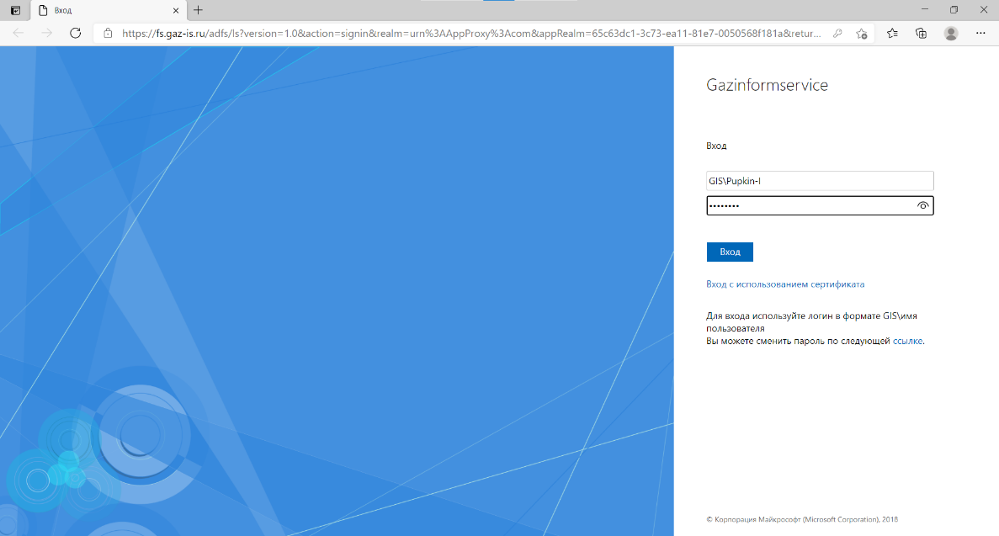 Вход
https://fs.gaz-is.ru/adfs/ls?version=1.0&action=signin&realm=urn%3AAppProxy%3Acom&appRealm=65c63dc1-3c73-ea11-81e7-0050568f181a&retur...
Gazinformservice
Вход
GIS\Pupkin-I
••••••••
Вход
Вход с использованием сертификата
Для входа используйте логин в формате GIS\имя
пользователя
Вы можете сменить пароль по следующей ссылке.
© Корпорация Майкрософт (Microsoft Corporation), 2018